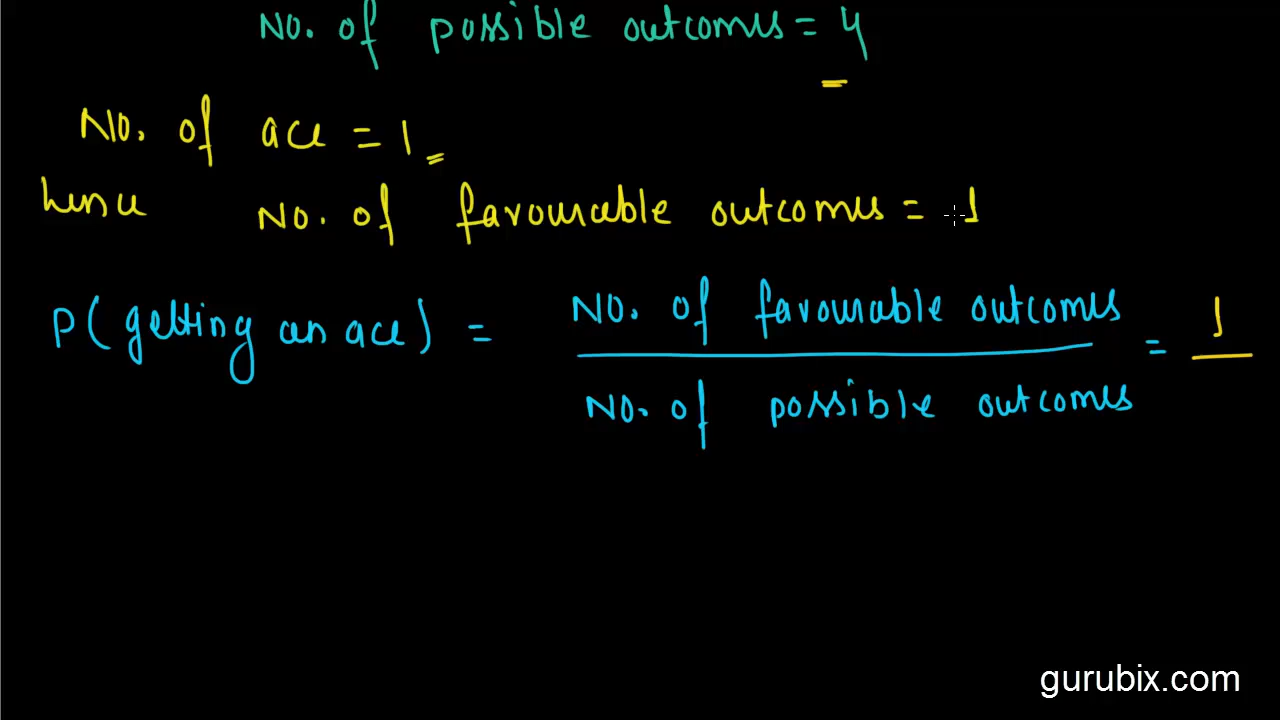 No. of possible outcomes = 4
No. of ace = 1
hence No. of favourable outcomes = 1
P(getting an ace) = No. of favourable outcomes = 1
No. of possible outcomes
gurubix.com